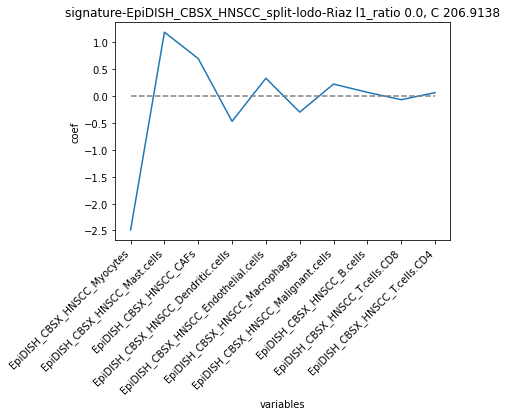 signature-EpiDISH_CBSX_HNSCC_split-lodo-Riaz l1_ratio 0.0, C 206.9138
coef
1.0
0.5
0.0
−0.5
−1.0
−1.5
−2.0
−2.5
EpiDISH_CBSX_HNSCC_Myocytes
EpiDISH_CBSX_HNSCC_Mast.cells
EpiDISH_CBSX_HNSCC_CAFs
EpiDISH_CBSX_HNSCC_Dendritic.cells
EpiDISH_CBSX_HNSCC_Endothelial.cells
EpiDISH_CBSX_HNSCC_Macrophages
EpiDISH_CBSX_HNSCC_Malignant.cells
EpiDISH_CBSX_HNSCC_B.cells
EpiDISH_CBSX_HNSCC_T.cells.CD8
EpiDISH_CBSX_HNSCC_T.cells.CD4
variables